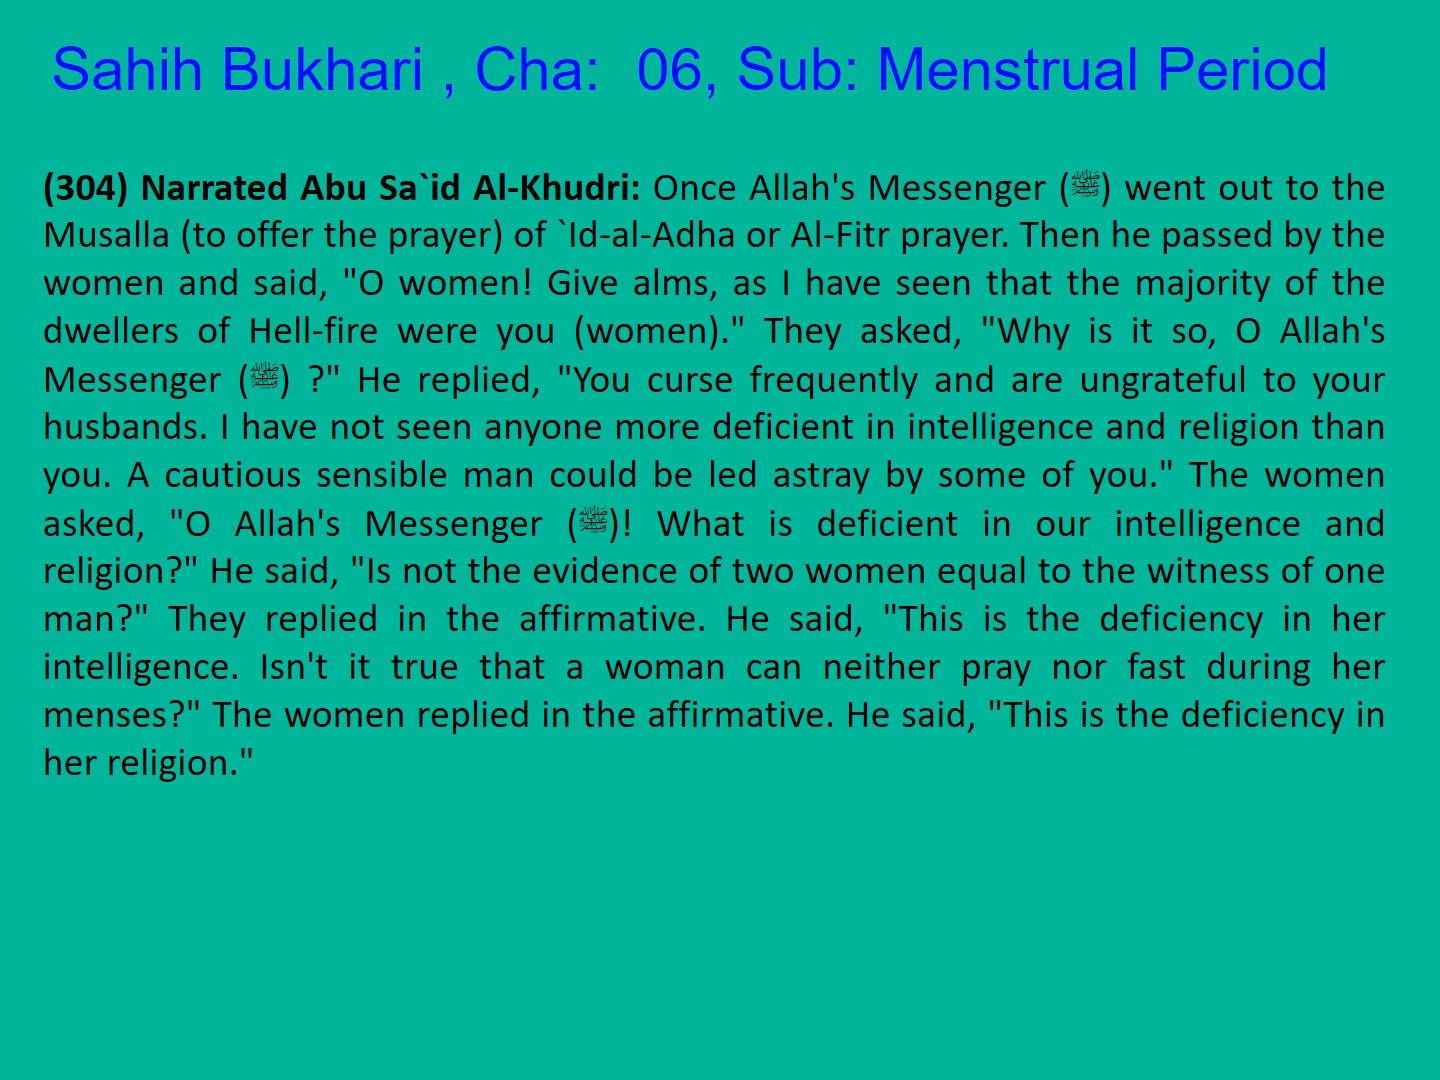 Sahih Bukhari , Cha:  06, Sub: Menstrual Period
(304) Narrated Abu Sa`id Al-Khudri: Once Allah's Messenger (ﷺ) went out to the
Musalla (to offer the prayer) of `Id-al-Adha or Al-Fitr prayer. Then he passed by the
women and said, "O women! Give alms, as I have seen that the majority of the
dwellers of Hell-fire were you (women)." They asked, "Why is it so, O Allah's
Messenger (ﷺ) ?" He replied, "You curse frequently and are ungrateful to your
husbands. I have not seen anyone more deficient in intelligence and religion than
you. A cautious sensible man could be led astray by some of you." The women
asked, "O Allah's Messenger (ﷺ)! What is deficient in our intelligence and
religion?" He said, "Is not the evidence of two women equal to the witness of one
man?" They replied in the affirmative. He said, "This is the deficiency in her
intelligence. Isn't it true that a woman can neither pray nor fast during her
menses?" The women replied in the affirmative. He said, "This is the deficiency in
her religion."